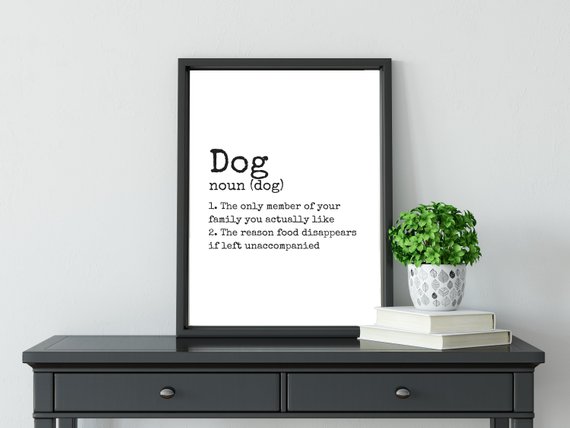 Dog
noun (dog)
1. The only member of your
family you actually like
2. The reason food disappears
if left unaccompanied